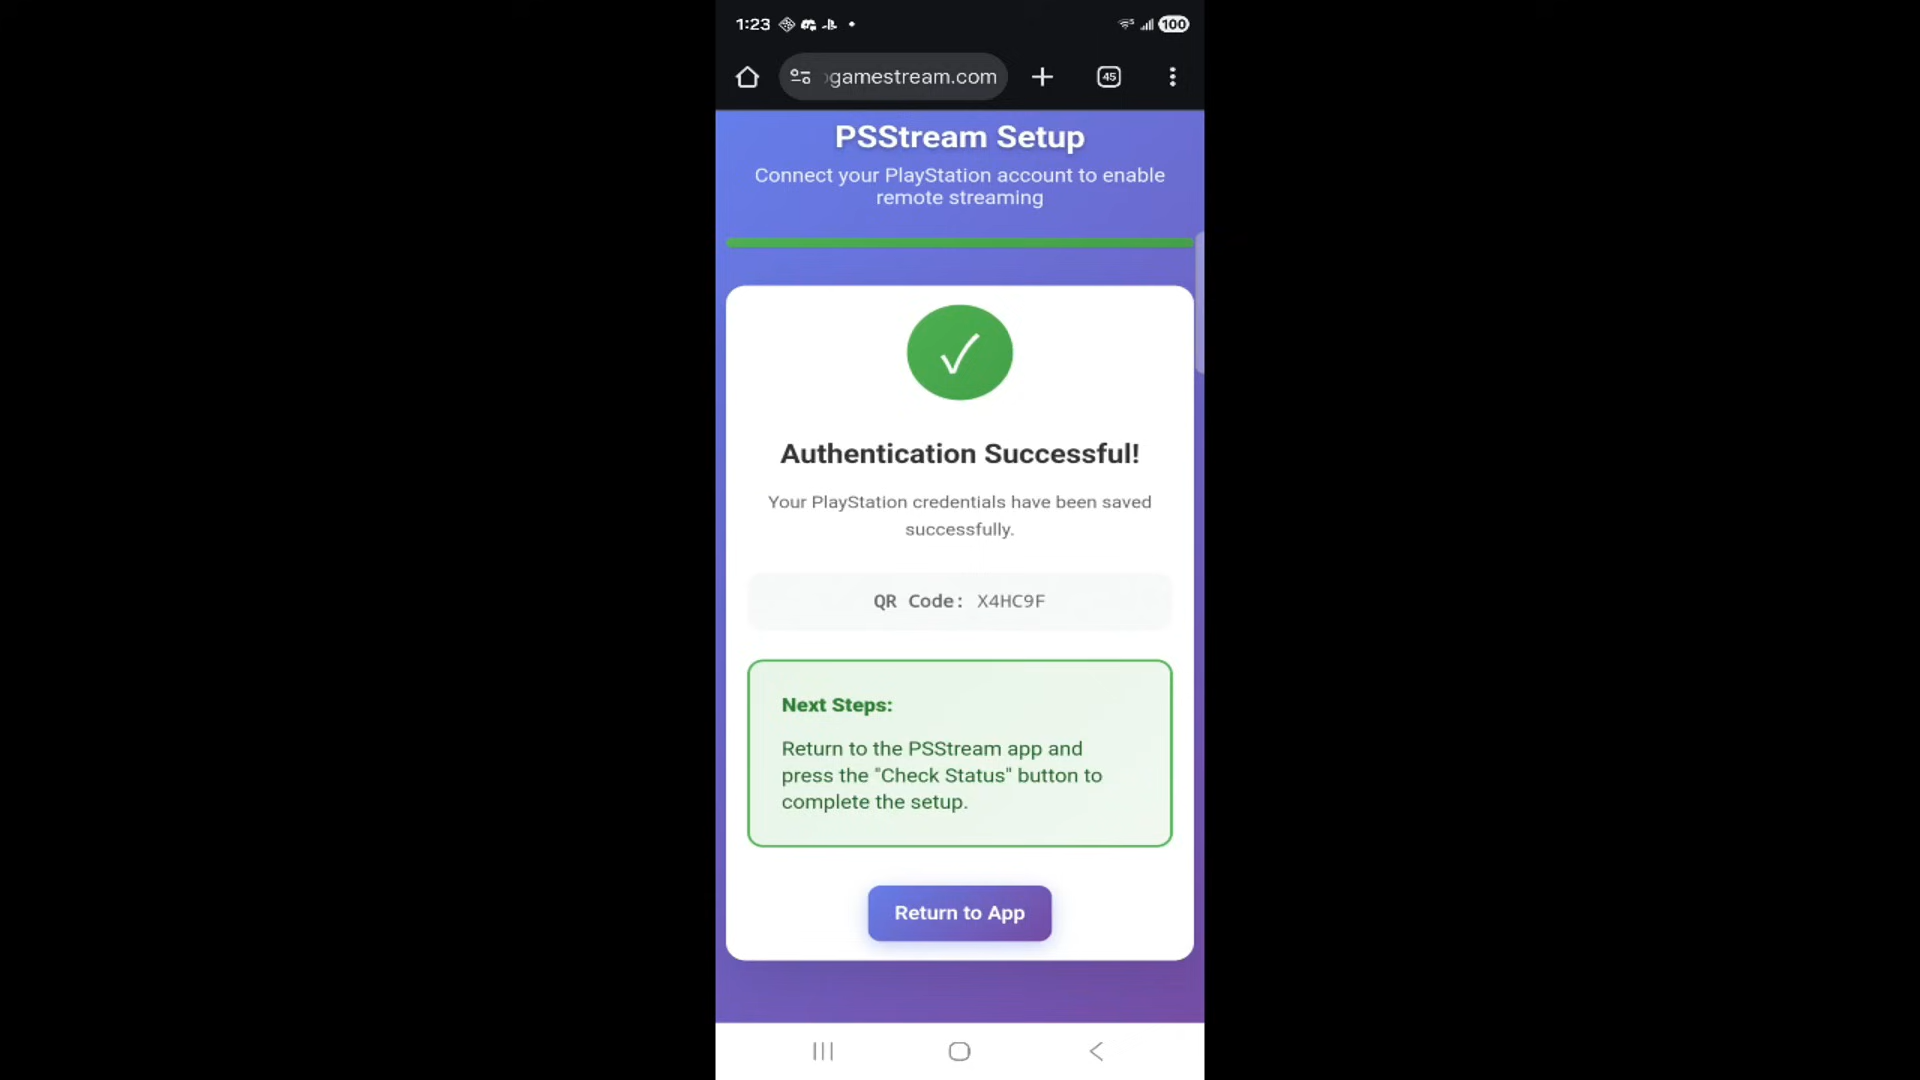 1:23
100
gamestream.com
45
PSStream Setup
Connect your PlayStation account to enable
remote streaming
Authentication Successful!
Your PlayStation credentials have been saved
successfully.
QR Code: X4HC9F
Next Steps:
Return to the PSStream app and
press the "Check Status" button to
complete the setup.
Return to App